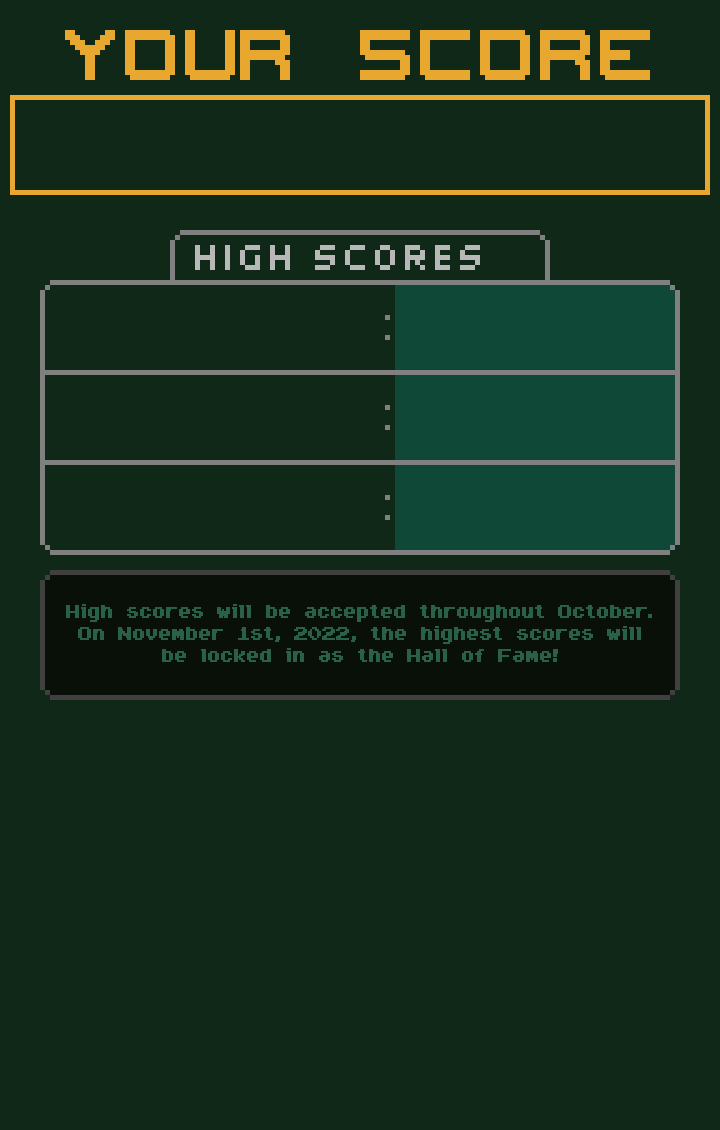 YOUR SCORE
HIGH SCORES
:
:
:
High scores will be accepted throughout October.
On November 1st, 2022, the highest scores will
be locked in as the Hall of Fame!